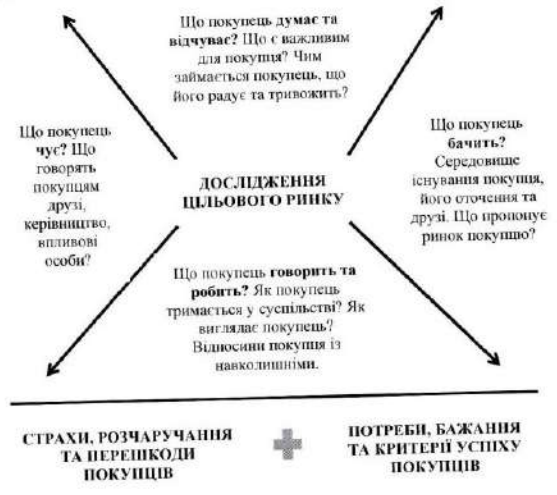 Що покупець думає та
відчуває? Що є важливим
для покупця? Чим
займається покупець, що
його радує та тривожить?
Що покупець
чує? Що
говорять
покупцям
друзі,
керівництво,
впливові
особи?
ДОСЛІДЖЕННЯ
ЦІЛЬОВОГО РИНКУ
Що покупець
бачить?
Середовище
існування покупця,
його оточення та
друзі. Що пропонує
ринок покупцю?
Що покупець говорить та
робить? Як покупець
тримається у суспільстві? Як
виглядає покупець?
Відносини покупця із
навколишніми.
СТРАХИ, РОЗЧАРУЧАННЯ
ТА ПЕРЕШКОДИ
ПОКУПЦІВ
ПОТРЕБИ, БАЖАННЯ
ТА КРИТЕРІЇ УСПІХУ
ПОКУПЦІВ